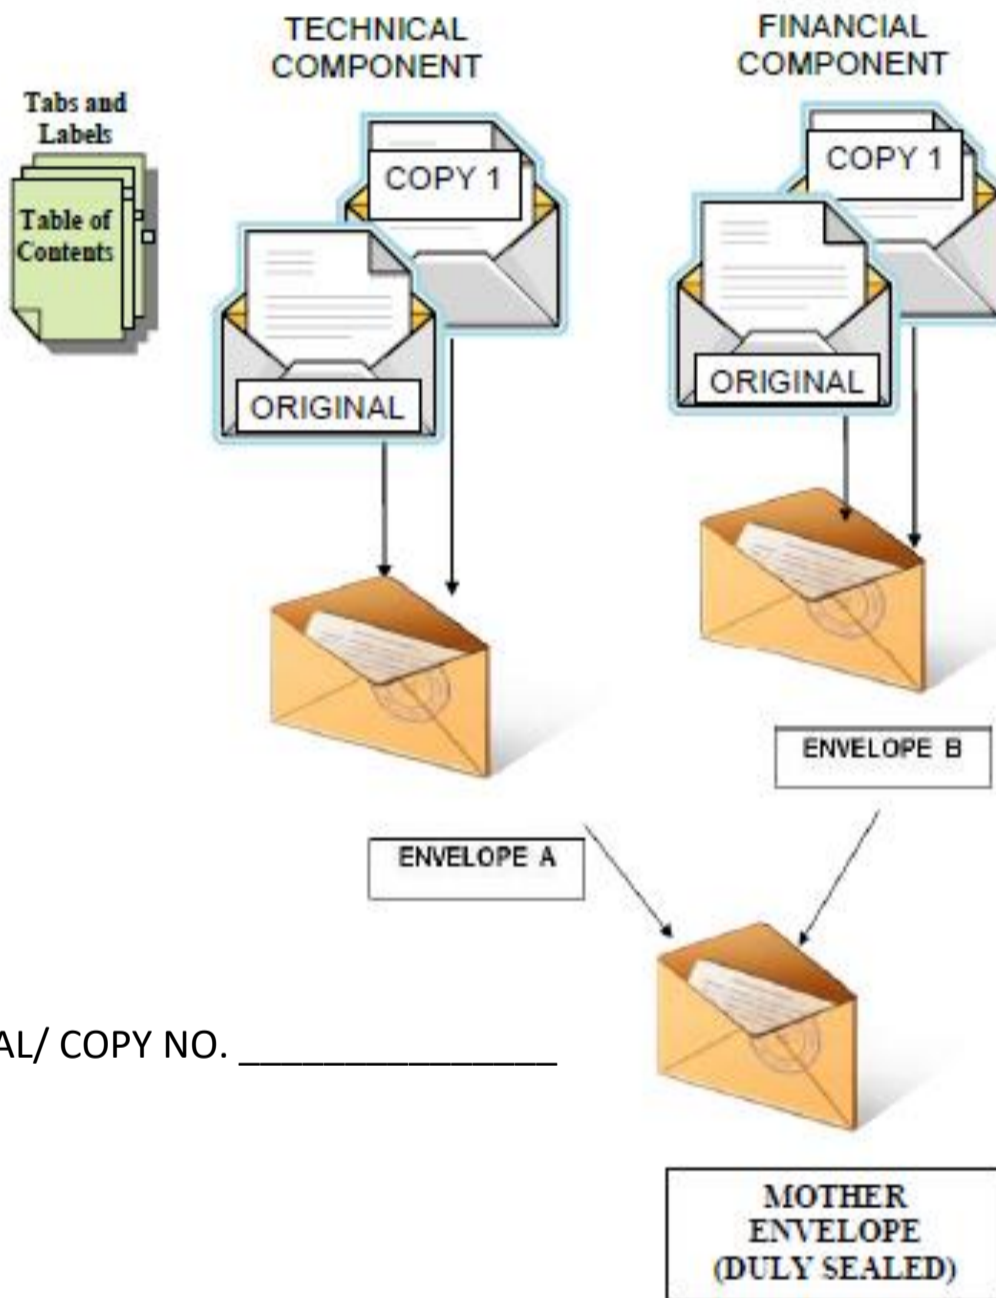 TECHNICAL
COMPONENT
FINANCIAL
COMPONENT
Tabs and
Labels
Table of
Contents
COPY 1
ORIGINAL
COPY 1
ORIGINAL
ENVELOPE B
ENVELOPE A
AL/ COPY NO. _______________
MOTHER
ENVELOPE
(DULY SEALED)